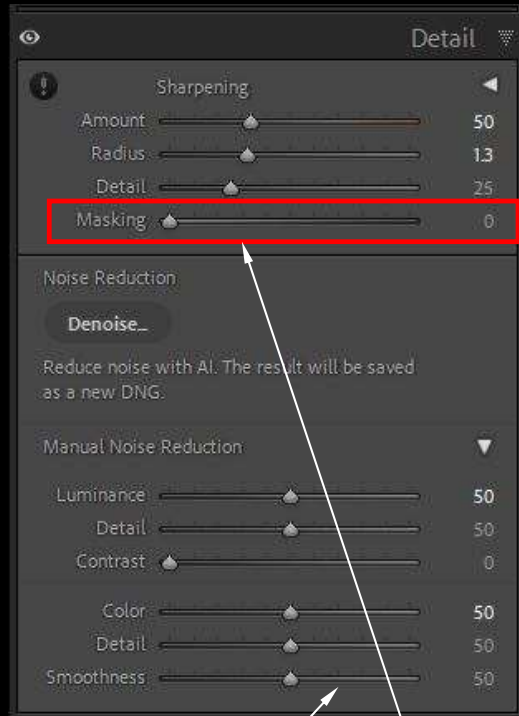 Detail
Sharpening
Amount 50
Radius 1.3
Detail 25
Masking 0
Noise Reduction
Denoise...
Reduce noise with AI. The result will be saved
as a new DNG.
Manual Noise Reduction
Luminance 50
Detail 50
Contrast 0
Color 50
Detail 50
Smoothness 50